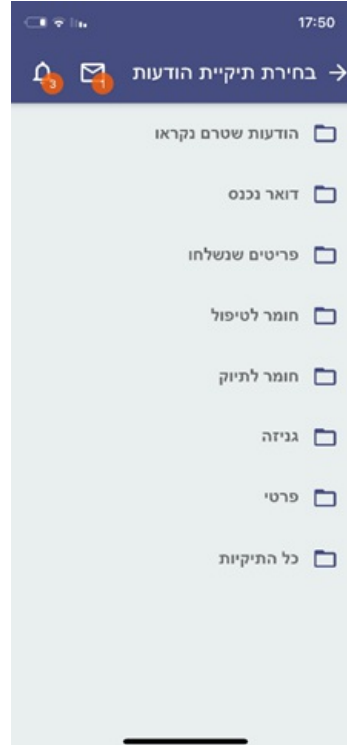 17:50
בחירת תיקיית הודעות
1
3
הודעות שטרם נקראו
דואר נכנס
פריטים שנשלחו
חומר לטיפול
חומר לתיוק
גניזה
פרטי
כל התיקיות